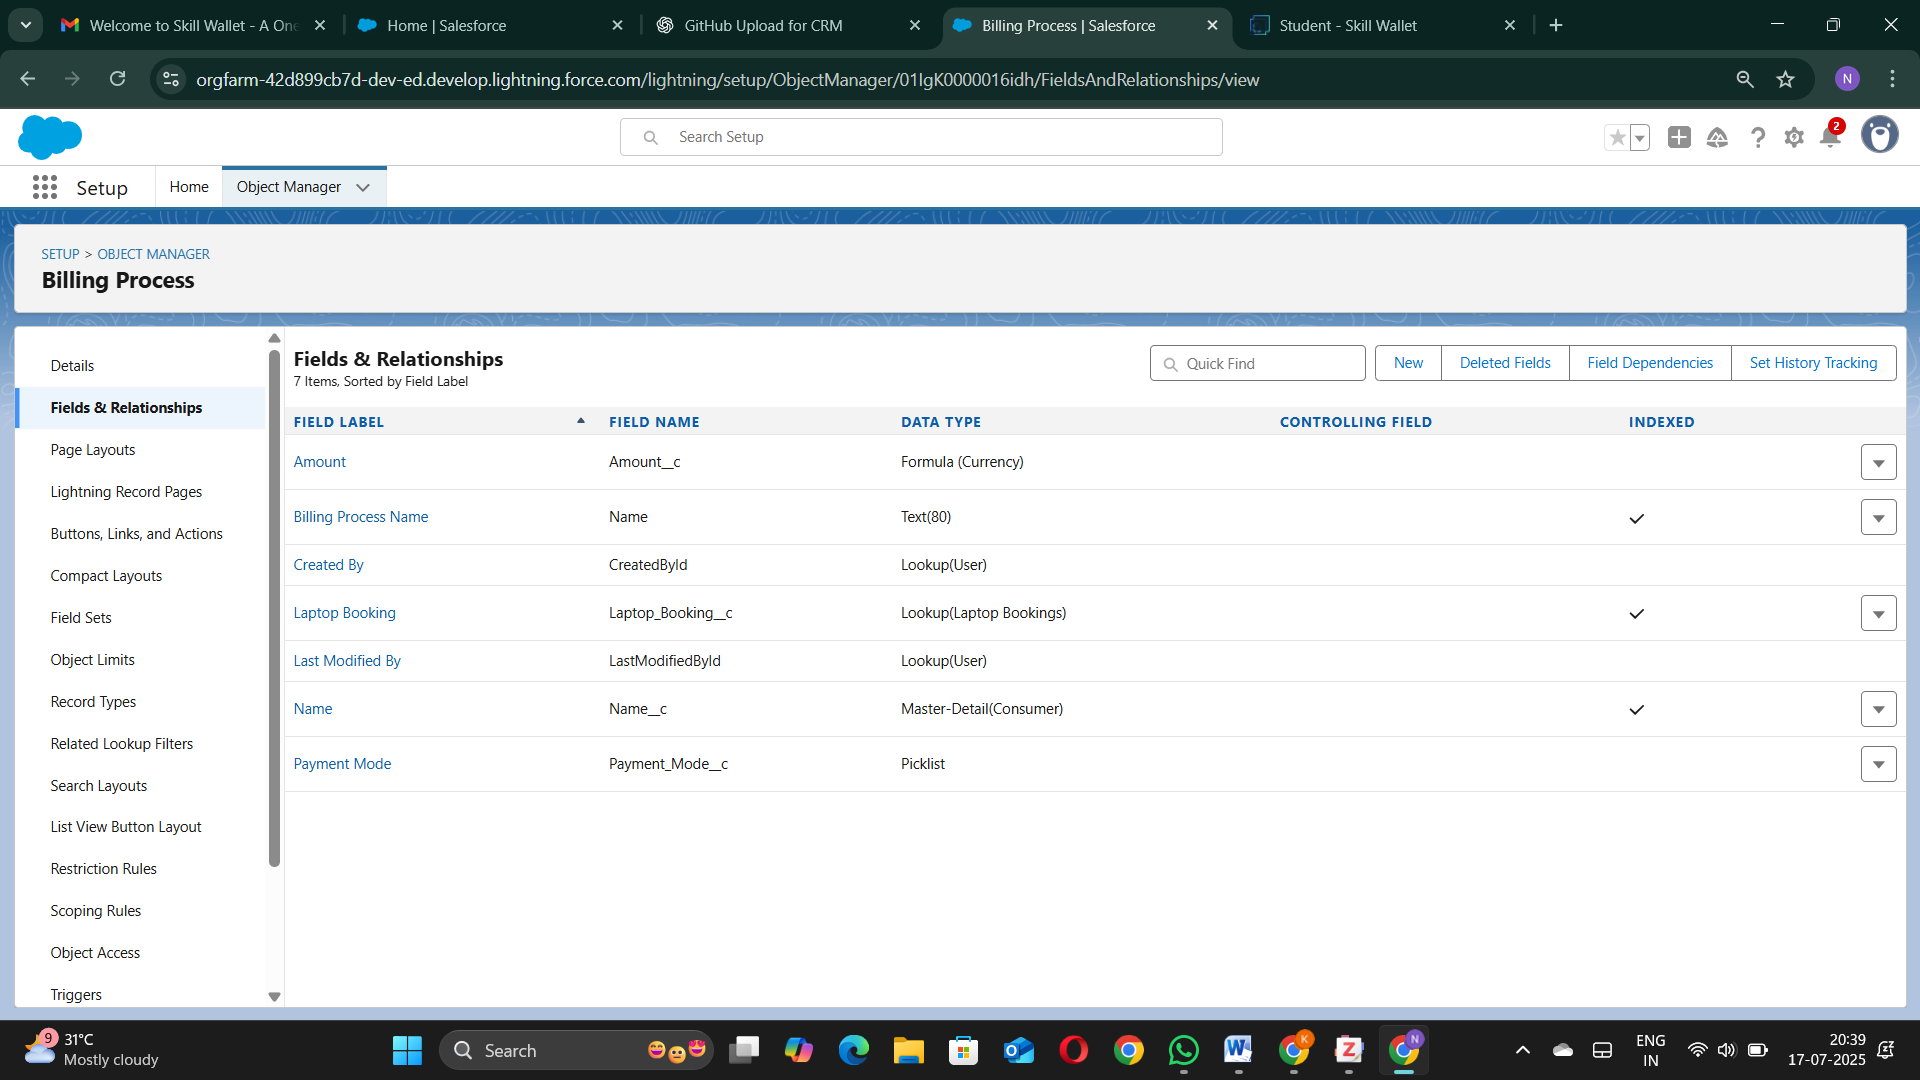 Welcome to Skill Wallet - A One
Home | Salesforce
GitHub Upload for CRM
Billing Process | Salesforce
Student - Skill Wallet
orgfarm-42d899cb7d-dev-ed.develop.lightning.force.com/lightning/setup/ObjectManager/01IgK0000016idh/FieldsAndRelationships/view
N
Search Setup
2
Setup
Home
Object Manager
SETUP > OBJECT MANAGER
Billing Process
Details
Fields & Relationships
Page Layouts
Lightning Record Pages
Buttons, Links, and Actions
Compact Layouts
Field Sets
Object Limits
Record Types
Related Lookup Filters
Search Layouts
List View Button Layout
Restriction Rules
Scoping Rules
Object Access
Triggers
Fields & Relationships
7 Items, Sorted by Field Label
Quick Find
New
Deleted Fields
Field Dependencies
Set History Tracking
FIELD LABEL FIELD NAME DATA TYPE CONTROLLING FIELD INDEXED
Amount Amount__c Formula (Currency)
Billing Process Name Name Text(80)
Created By CreatedById Lookup(User)
Laptop Booking Laptop_Booking__c Lookup(Laptop Bookings)
Last Modified By LastModifiedById Lookup(User)
Name Name__c Master-Detail(Consumer)
Payment Mode Payment_Mode__c Picklist
9
31°C
Mostly cloudy
Search
W
K
Z
N
ENG
IN
20:39
17-07-2025